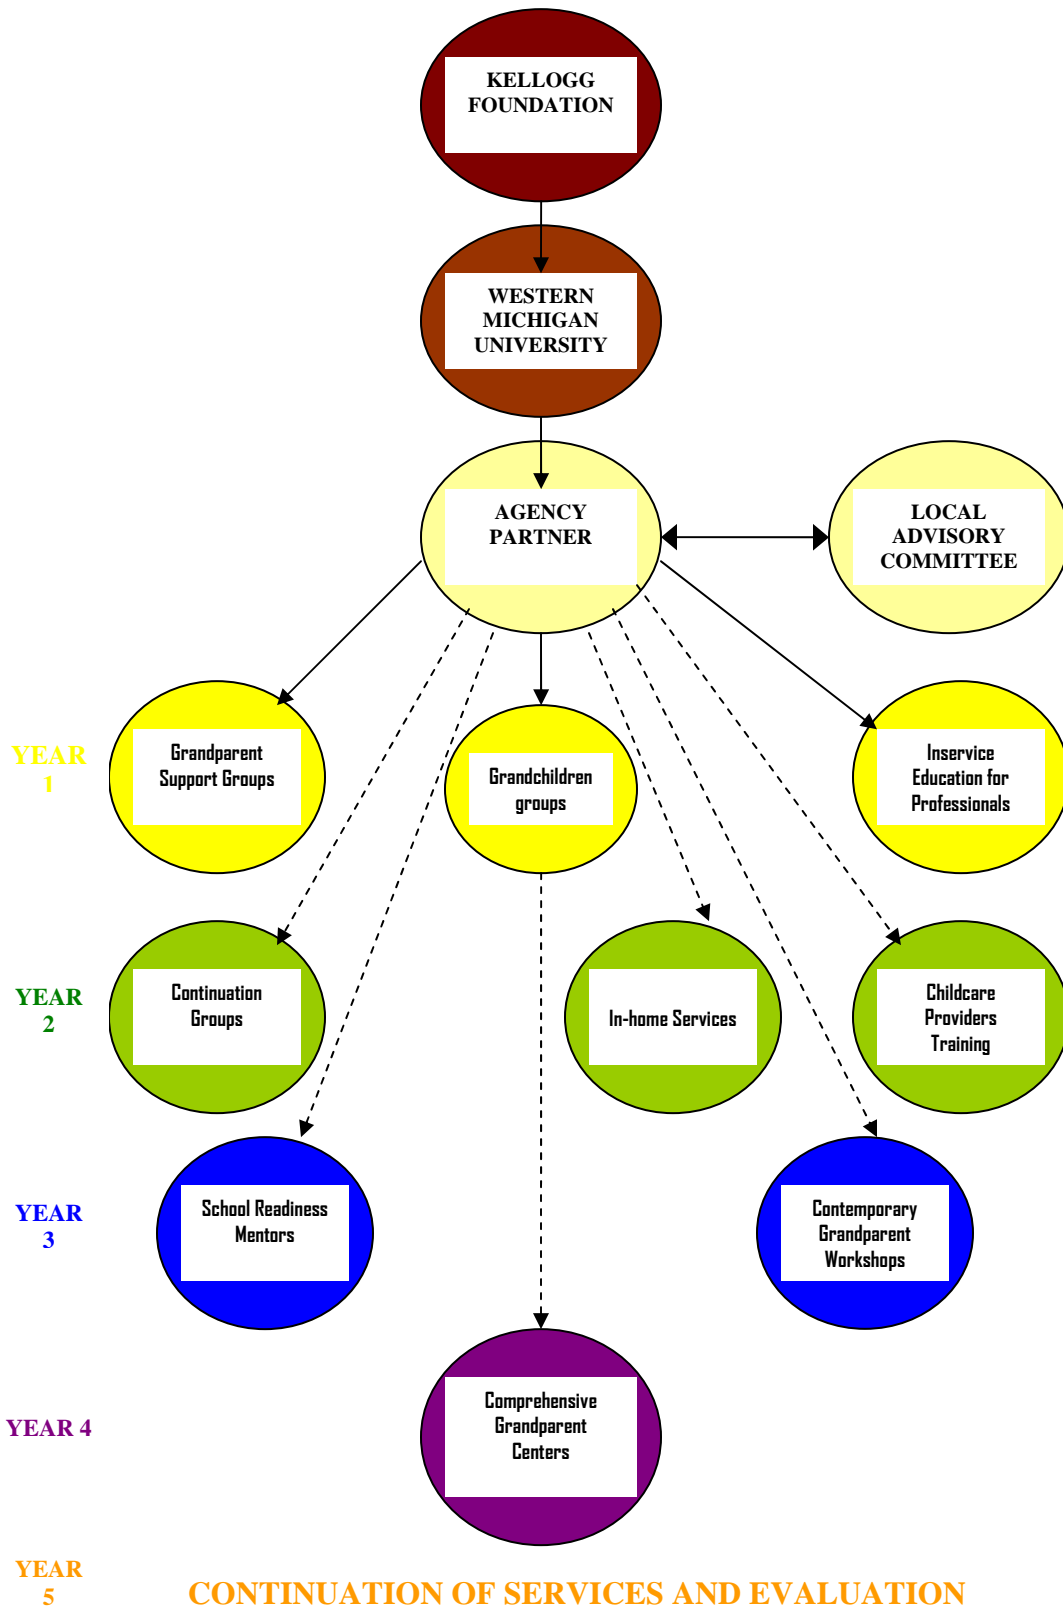 KELLOGG
FOUNDATION
WESTERN
MICHIGAN
UNIVERSITY
AGENCY
PARTNER
LOCAL
ADVISORY
COMMITTEE
YEAR
1
Grandparent
Support Groups
Grandchildren
groups
Inservice
Education for
Professionals
YEAR
2
Continuation
Groups
In-home Services
Childcare
Providers
Training
YEAR
3
School Readiness
Mentors
Contemporary
Grandparent
Workshops
YEAR 4
Comprehensive
Grandparent
Centers
YEAR
5
CONTINUATION OF SERVICES AND EVALUATION